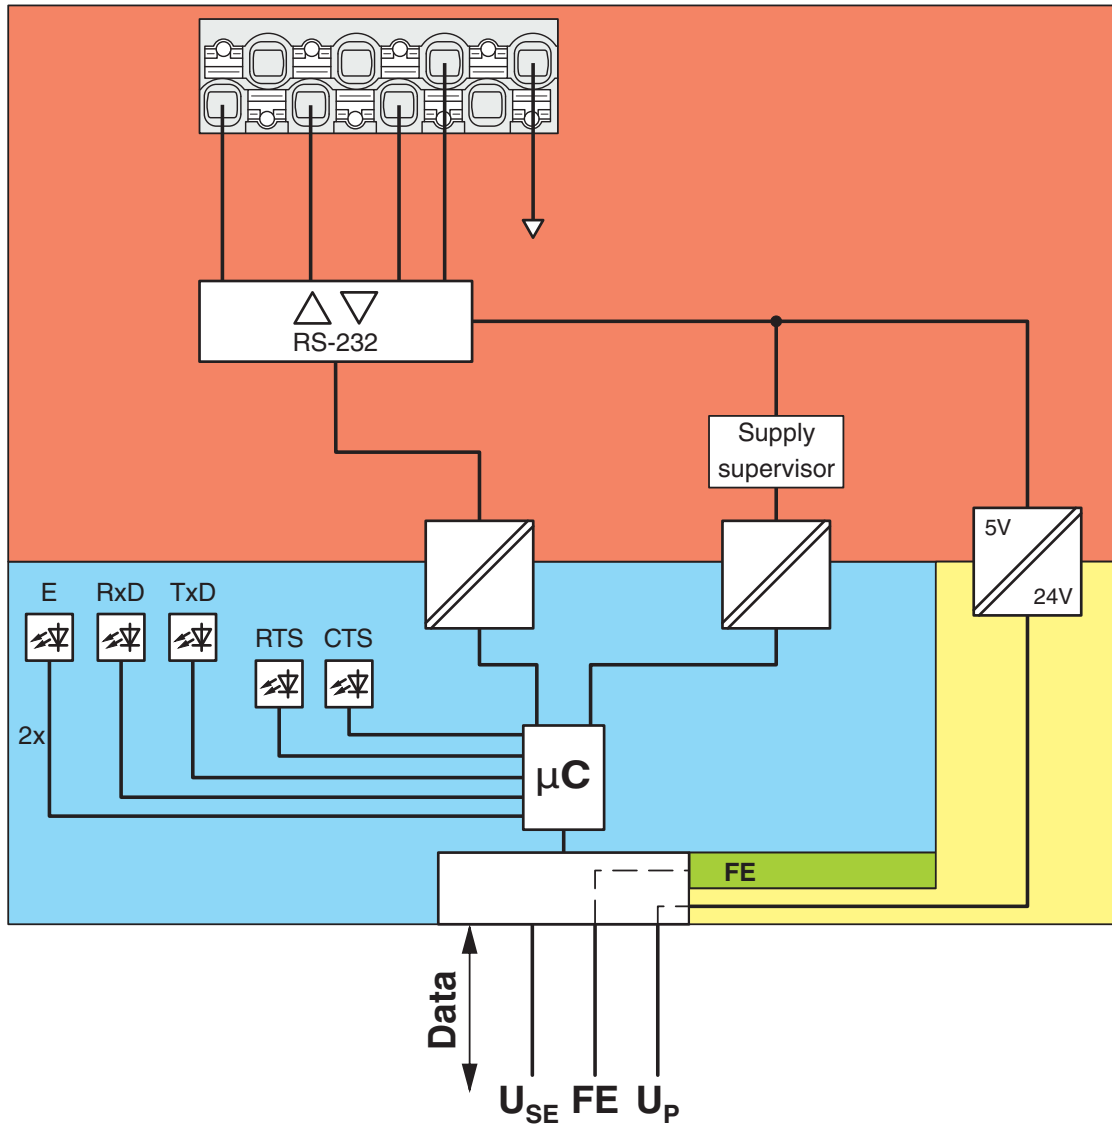 RS-232
Supply
supervisor
5V
24V
E RxD TxD
RTS CTS
2x
µC
FE
Data
USE FE UP